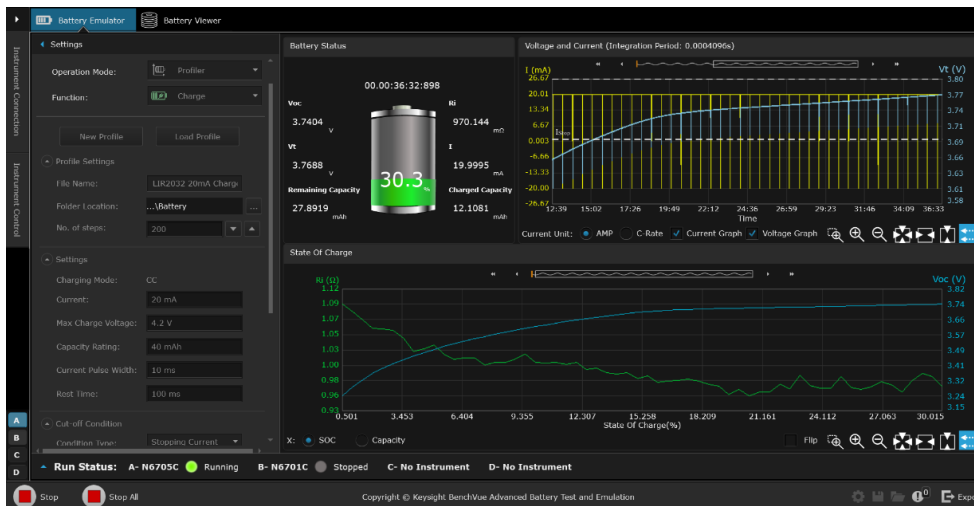 Battery Emulator
Battery Viewer
Instrument Connection
Instrument Control
Settings
Operation Mode: Profiler
Function: Charge
New Profile Load Profile
Profile Settings
File Name: LIR2032 20mA Chargi
Folder Location: ...\Battery ...
No. of steps: 200
Settings
Charging Mode: CC
Current: 20 mA
Max Charge Voltage: 4.2 V
Capacity Rating: 40 mAh
Current Pulse Width: 10 ms
Rest Time: 100 ms
Cut-off Condition
Condition Type: Stopping Current
A
B
C
D
Battery Status
00.00:36:32:898
Voc
3.7404 V
Ri
970.144 mΩ
Vt
3.7688 V
I
19.9995 mA
30.3 %
Remaining Capacity
27.8919 mAh
Charged Capacity
12.1081 mAh
Voltage and Current (Integration Period: 0.0004096s)
I (mA)
Vt (V)
26.67
20.01
13.34
6.67
0.003
-6.66
-13.33
-20.00
-26.67
3.80
3.77
3.74
3.71
3.69
3.66
3.63
3.61
3.58
12:39 15:02 17:26 19:49 22:12 24:36 26:59 29:23 31:46 34:09 36:33
Time
Current Unit: AMP C-Rate Current Graph Voltage Graph
State Of Charge
Ri (Ω)
Voc (V)
1.12
1.09
1.07
1.05
1.03
1.00
0.98
0.96
0.93
3.82
3.74
3.66
3.57
3.49
3.41
3.32
3.24
3.15
0.501 3.453 6.404 9.355 12.307 15.258 18.209 21.161 24.112 27.063 30.015
State Of Charge(%)
X: SOC Capacity
Flip
Run Status: A- N6705C Running B- N6701C Stopped C- No Instrument D- No Instrument
Stop
Stop All
Copyright © Keysight BenchVue Advanced Battery Test and Emulation
0
Expo